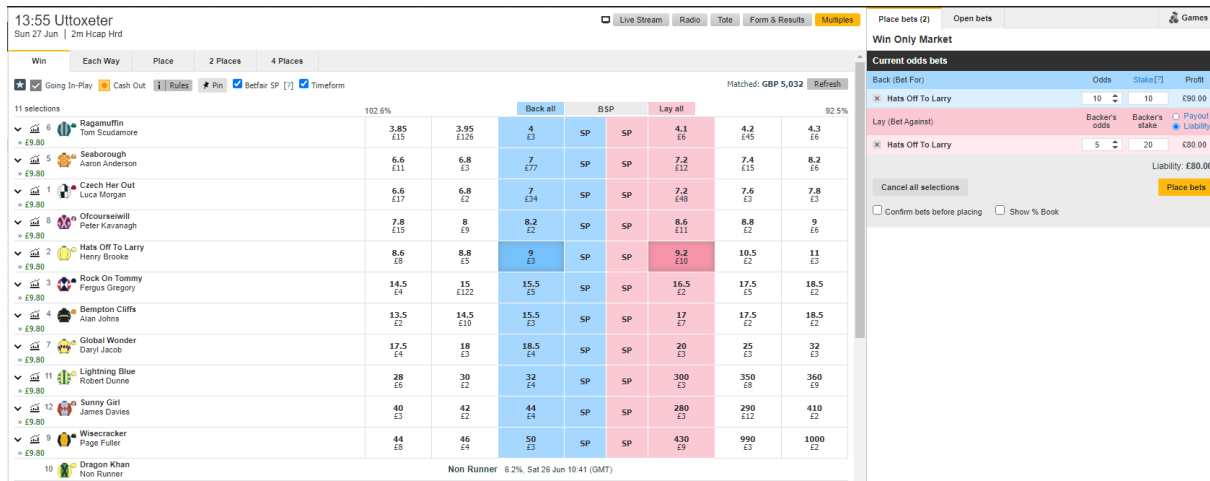 13:55 Uttoxeter
Sun 27 Jun | 2m Hcap Hrd
Live Stream Radio Tote Form & Results Multiples
Win Each Way Place 2 Places 4 Places
Going In-Play Cash Out i Rules Pin Betfair SP [?] Timeform Matched: GBP 5,032 Refresh
11 selections 102.6% Back all BSP Lay all 92.5%
6 Ragamuffin 3.85 3.95 4 SP SP 4.1 4.2 4.3
Tom Scudamore £15 £126 £3 £6 £45 £6
» £9.80
5 Seaborough 6.6 6.8 7 SP SP 7.2 7.4 8.2
Aaron Anderson £11 £3 £77 £12 £15 £6
» £9.80
1 Czech Her Out 6.6 6.8 7 SP SP 7.2 7.6 7.8
Luca Morgan £17 £2 £34 £48 £3 £3
» £9.80
8 Ofcourseiwill 7.8 8 8.2 SP SP 8.6 8.8 9
Peter Kavanagh £15 £9 £2 £11 £2 £6
» £9.80
2 Hats Off To Larry 8.6 8.8 9 SP SP 9.2 10.5 11
Henry Brooke £8 £5 £3 £10 £2 £3
» £9.80
3 Rock On Tommy 14.5 15 15.5 SP SP 16.5 17.5 18.5
Fergus Gregory £4 £122 £5 £2 £5 £2
» £9.80
4 Bempton Cliffs 13.5 14.5 15.5 SP SP 17 17.5 18.5
Alan Johns £2 £10 £3 £7 £2 £2
» £9.80
7 Global Wonder 17.5 18 18.5 SP SP 20 25 32
Daryl Jacob £4 £3 £4 £3 £3 £3
» £9.80
11 Lightning Blue 28 30 32 SP SP 300 350 360
Robert Dunne £6 £2 £4 £3 £8 £9
» £9.80
12 Sunny Girl 40 42 44 SP SP 280 290 410
James Davies £3 £2 £4 £3 £12 £2
» £9.80
9 Wisecracker 44 46 50 SP SP 430 990 1000
Page Fuller £8 £4 £3 £9 £3 £2
» £9.80
10 Dragon Khan Non Runner 6.2%, Sat 26 Jun 10:41 (GMT)
Non Runner
Place bets (2) Open bets Games
Win Only Market
Current odds bets
Back (Bet For) Odds Stake[?] Profit
Hats Off To Larry 10 10 £90.00
Lay (Bet Against) Backer's odds Backer's stake Payout Liability
Hats Off To Larry 5 20 £80.00
Liability: £80.00
Cancel all selections Place bets
Confirm bets before placing Show % Book